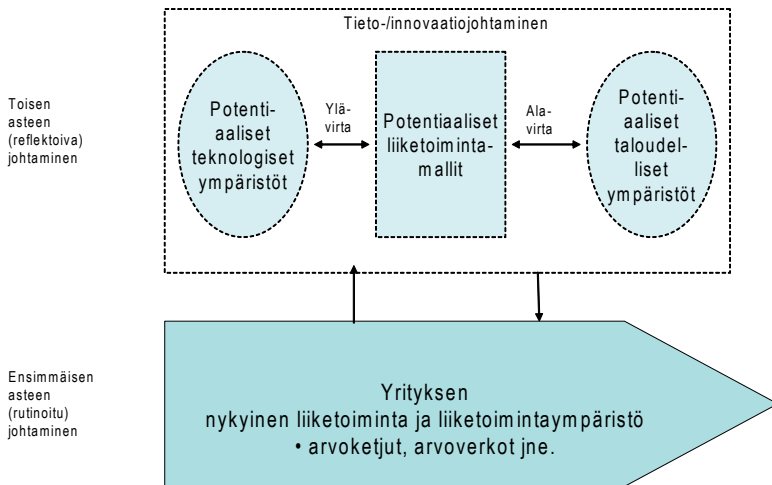 Tieto-/innovaatiojohtaminen
Toisen
asteen
(reflektoiva)
johtaminen
Potenti-
aaliset
teknologiset
ympäristöt
Ylä-
virta
Potentiaaliset
liiketoiminta-
mallit
Ala-
virta
Potenti-
aaliset
taloudel-
liset
ympäristöt
Ensimmäisen
asteen
(rutinoitu)
johtaminen
Yrityksen
nykyinen liiketoiminta ja liiketoimintaympäristö
• arvoketjut, arvoverkot jne.